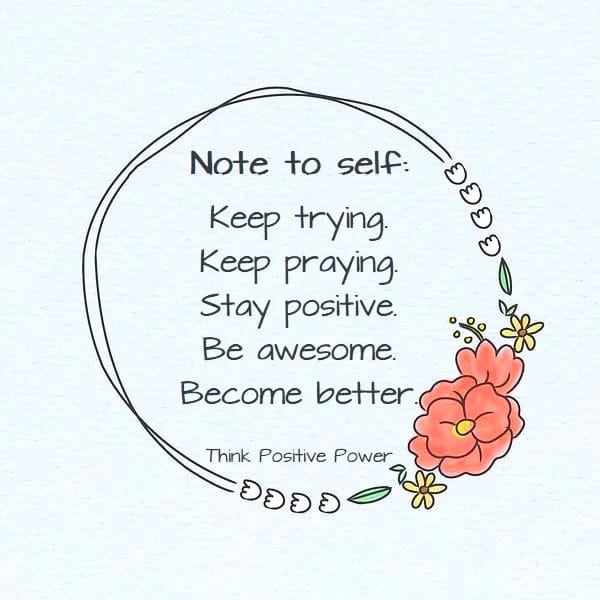 Note to self:
Keep trying.
Keep praying.
Stay positive.
Be awesome.
Become better.
Think Positive Power